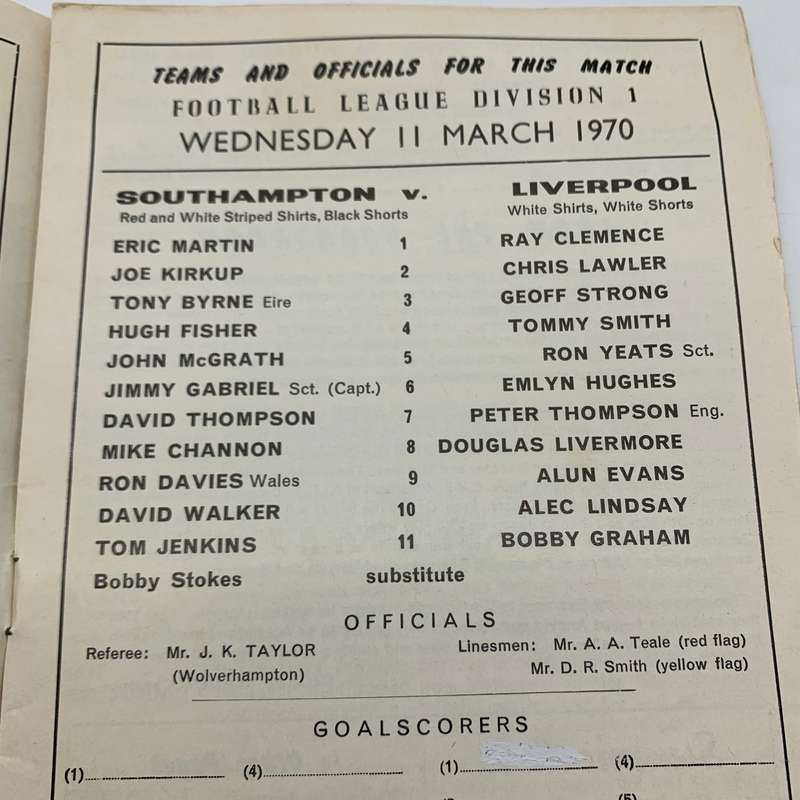 TEAMS AND OFFICIALS FOR THIS MATCH
FOOTBALL LEAGUE DIVISION 1
WEDNESDAY 11 MARCH 1970
SOUTHAMPTON v. LIVERPOOL
Red and White Striped Shirts, Black Shorts White Shirts, White Shorts
ERIC MARTIN 1 RAY CLEMENCE
JOE KIRKUP 2 CHRIS LAWLER
TONY BYRNE Eire 3 GEOFF STRONG
HUGH FISHER 4 TOMMY SMITH
JOHN McGRATH 5 RON YEATS Sct.
JIMMY GABRIEL Sct. (Capt.) 6 EMLYN HUGHES
DAVID THOMPSON 7 PETER THOMPSON Eng.
MIKE CHANNON 8 DOUGLAS LIVERMORE
RON DAVIES Wales 9 ALUN EVANS
DAVID WALKER 10 ALEC LINDSAY
TOM JENKINS 11 BOBBY GRAHAM
Bobby Stokes substitute
OFFICIALS
Referee: Mr. J. K. TAYLOR Linesmen: Mr. A. A. Teale (red flag)
(Wolverhampton) Mr. D. R. Smith (yellow flag)
GOALSCORERS
(1) (4) (1) (4)
(5)